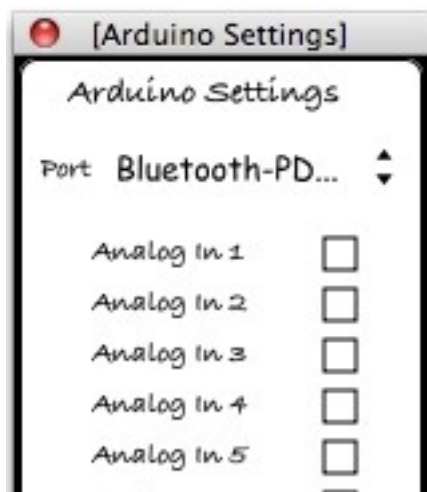 [Arduino Settings]
Arduino Settings
Port Bluetooth-PD...
Analog In 1
Analog In 2
Analog In 3
Analog In 4
Analog In 5